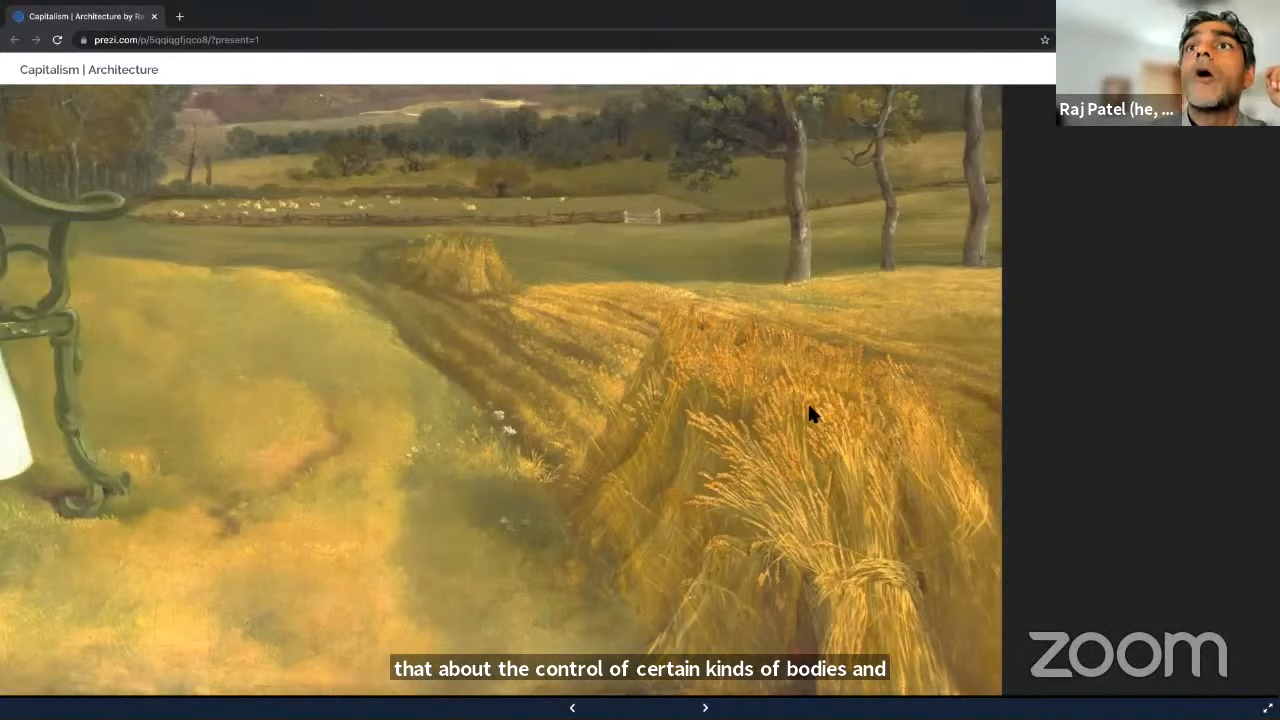 Capitalism | Architecture by Ra
prezi.com/p/5qqiqgfjqco8/?present=1
Capitalism | Architecture
Raj Patel (he, ...
that about the control of certain kinds of bodies and
zoom